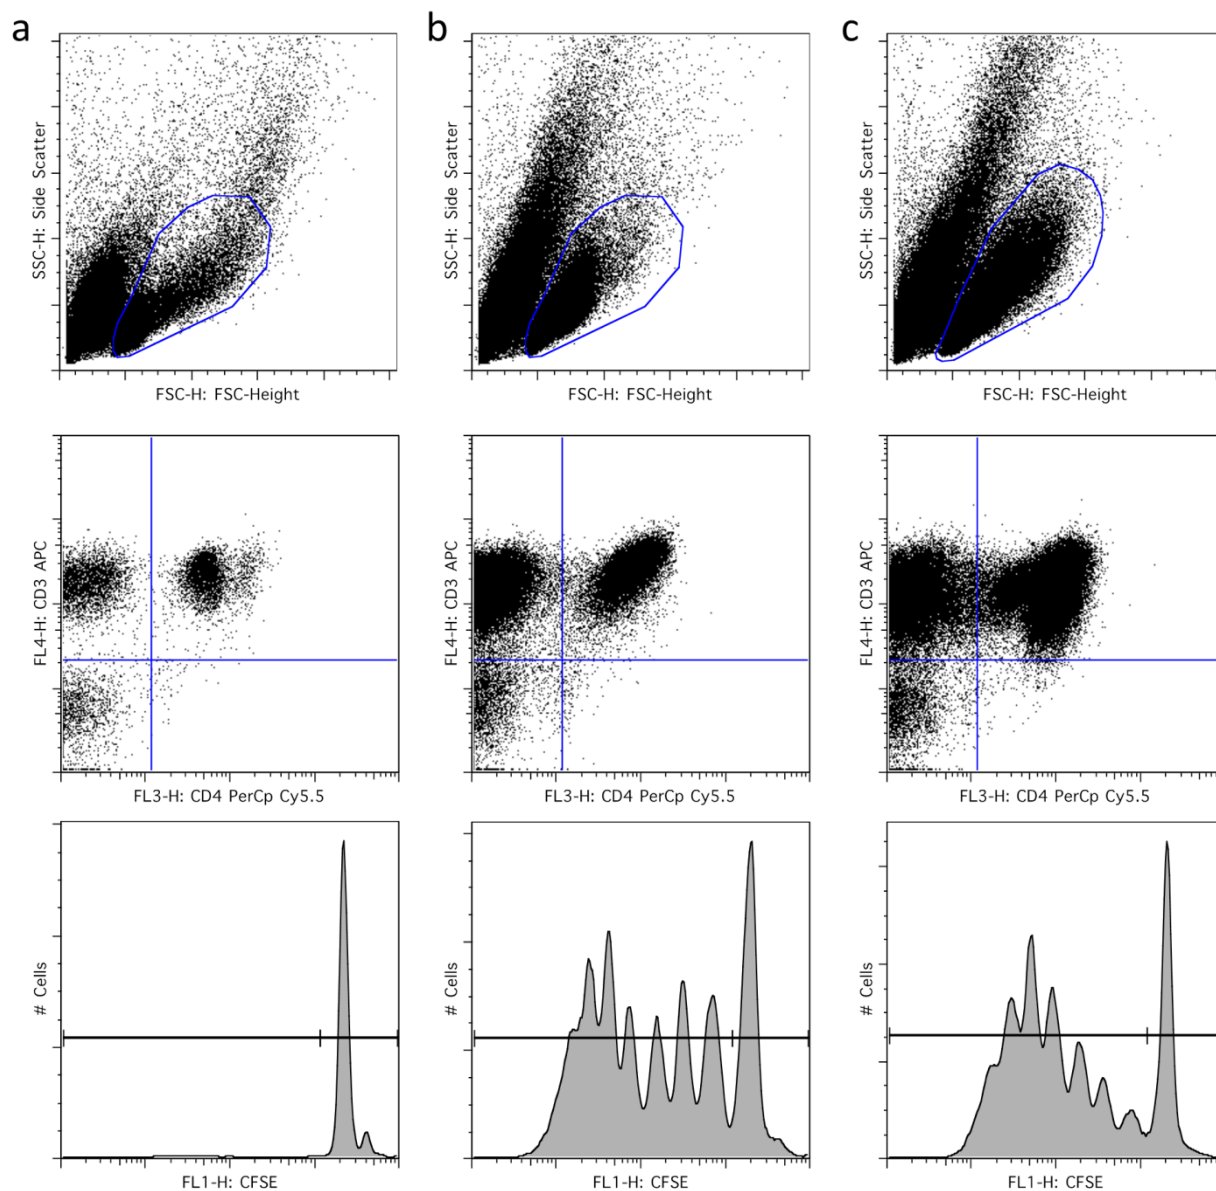 a b c
SSC-H: Side Scatter SSC-H: Side Scatter SSC-H: Side Scatter
FSC-H: FSC-Height FSC-H: FSC-Height FSC-H: FSC-Height
FL4-H: CD3 APC FL4-H: CD3 APC FL4-H: CD3 APC
FL3-H: CD4 PerCp Cy5.5 FL3-H: CD4 PerCp Cy5.5 FL3-H: CD4 PerCp Cy5.5
# Cells # Cells # Cells
FL1-H: CFSE FL1-H: CFSE FL1-H: CFSE